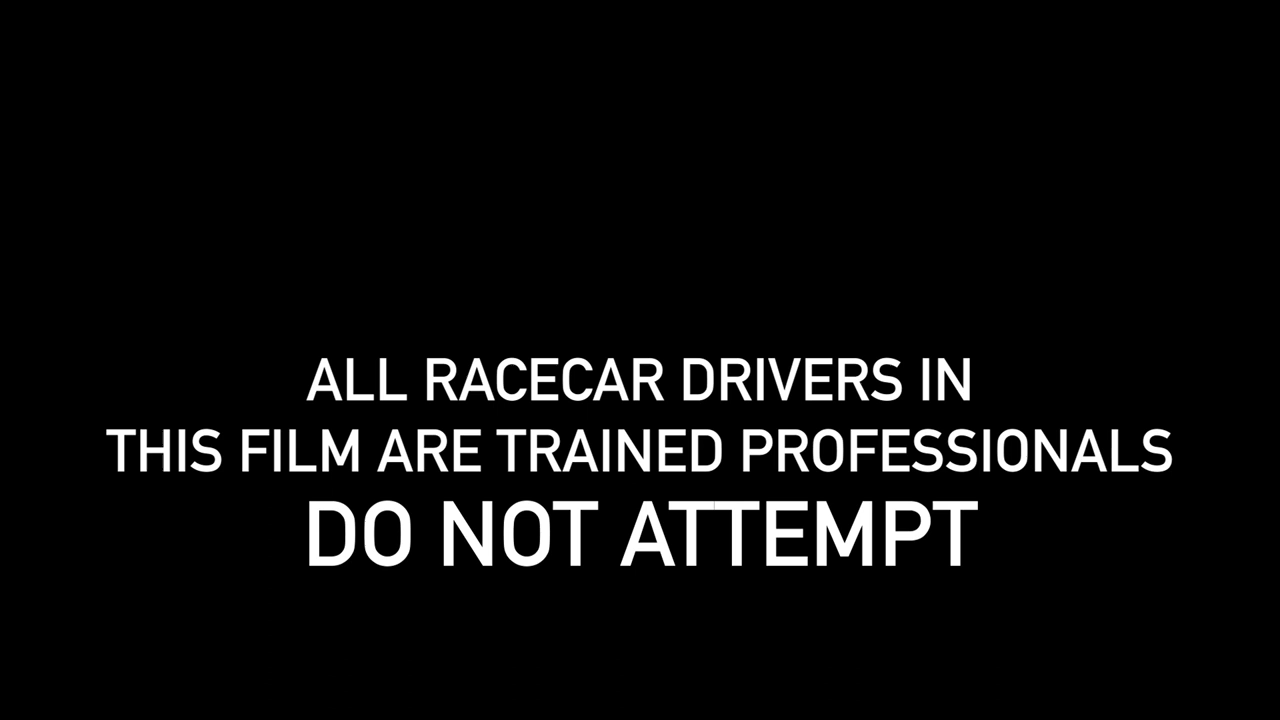 ALL RACECAR DRIVERS IN
THIS FILM ARE TRAINED PROFESSIONALS
DO NOT ATTEMPT